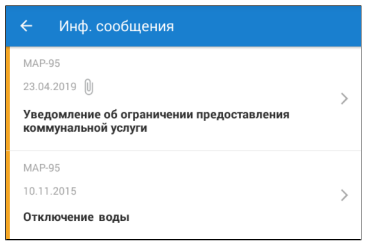 Инф. сообщения
МАР-95
23.04.2019
Уведомление об ограничении предоставления
коммунальной услуги
МАР-95
10.11.2015
Отключение воды